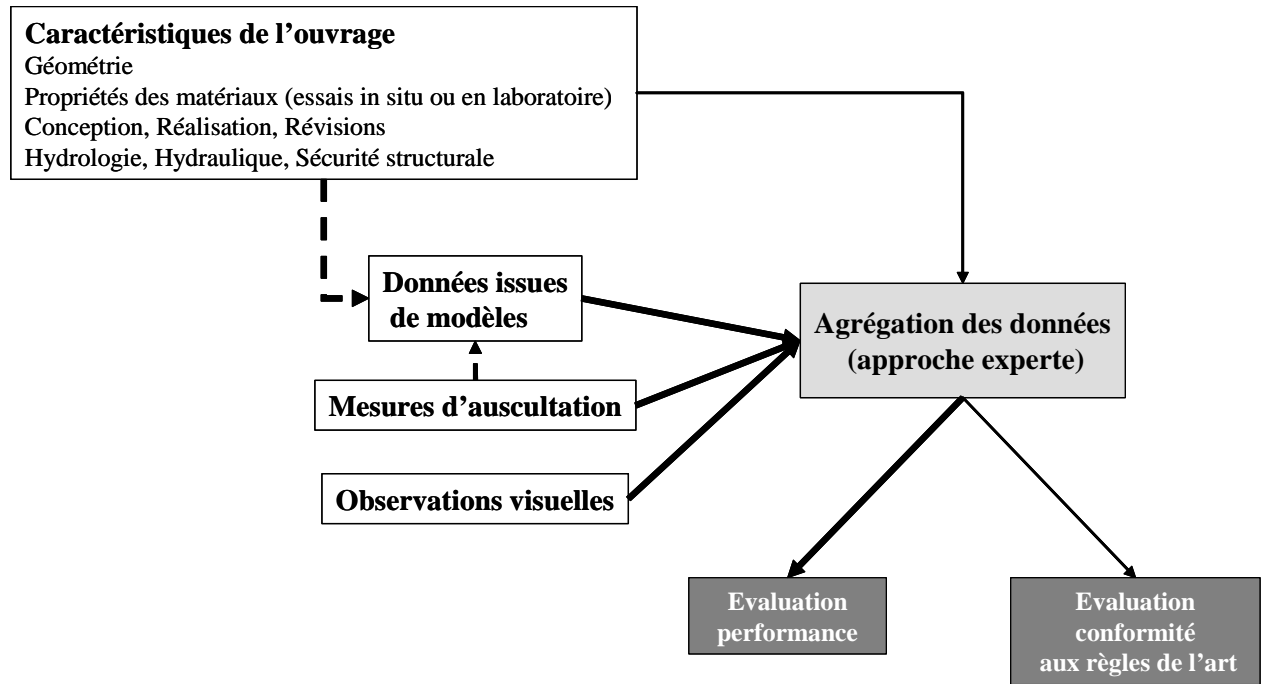 Caractéristiques de l’ouvrage
Géométrie
Propriétés des matériaux (essais in situ ou en laboratoire)
Conception, Réalisation, Révisions
Hydrologie, Hydraulique, Sécurité structurale
Données issues
de modèles
Agrégation des données
(approche experte)
Mesures d’auscultation
Observations visuelles
Evaluation
performance
Evaluation
conformité
aux règles de l’art